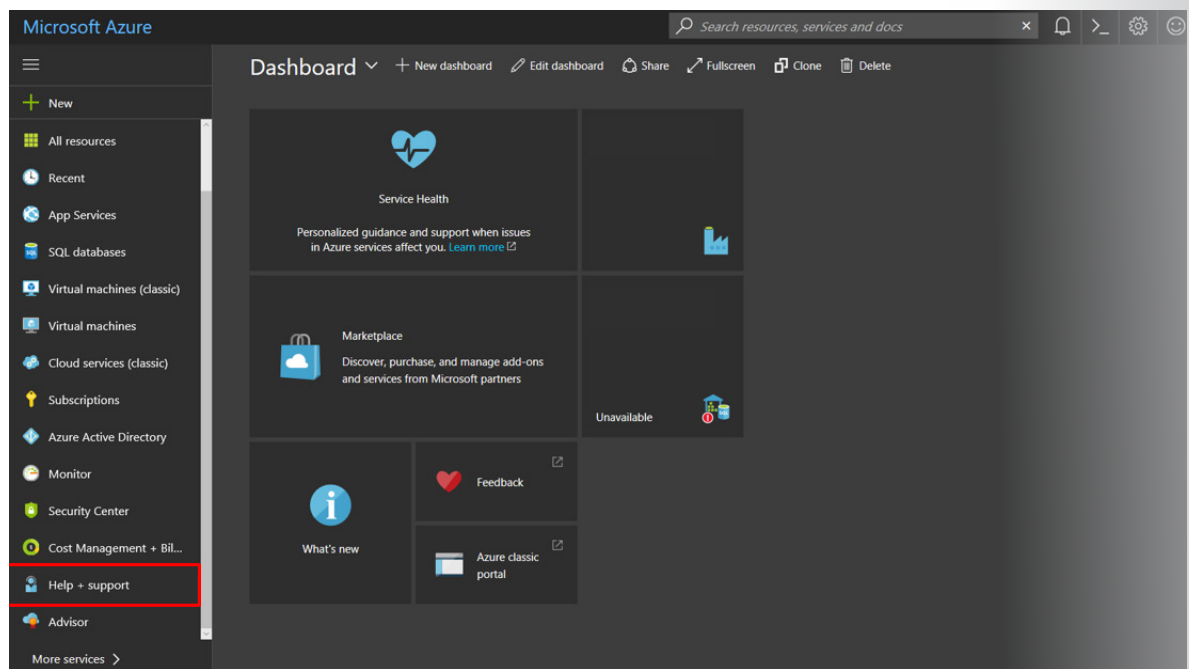 Microsoft Azure
Search resources, services and docs
Dashboard
New dashboard
Edit dashboard
Share
Fullscreen
Clone
Delete
New
All resources
Recent
App Services
SQL databases
Virtual machines (classic)
Virtual machines
Cloud services (classic)
Subscriptions
Azure Active Directory
Monitor
Security Center
Cost Management + Bil...
Help + support
Advisor
More services
Service Health
Personalized guidance and support when issues
in Azure services affect you. Learn more
Marketplace
Discover, purchase, and manage add-ons
and services from Microsoft partners
Unavailable
What's new
Feedback
Azure classic
portal